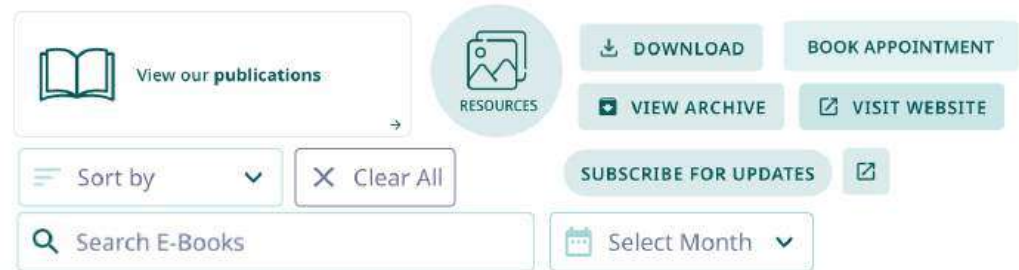 View our publications
RESOURCES
DOWNLOAD
BOOK APPOINTMENT
VIEW ARCHIVE
VISIT WEBSITE
Sort by
Clear All
SUBSCRIBE FOR UPDATES
Search E-Books
Select Month